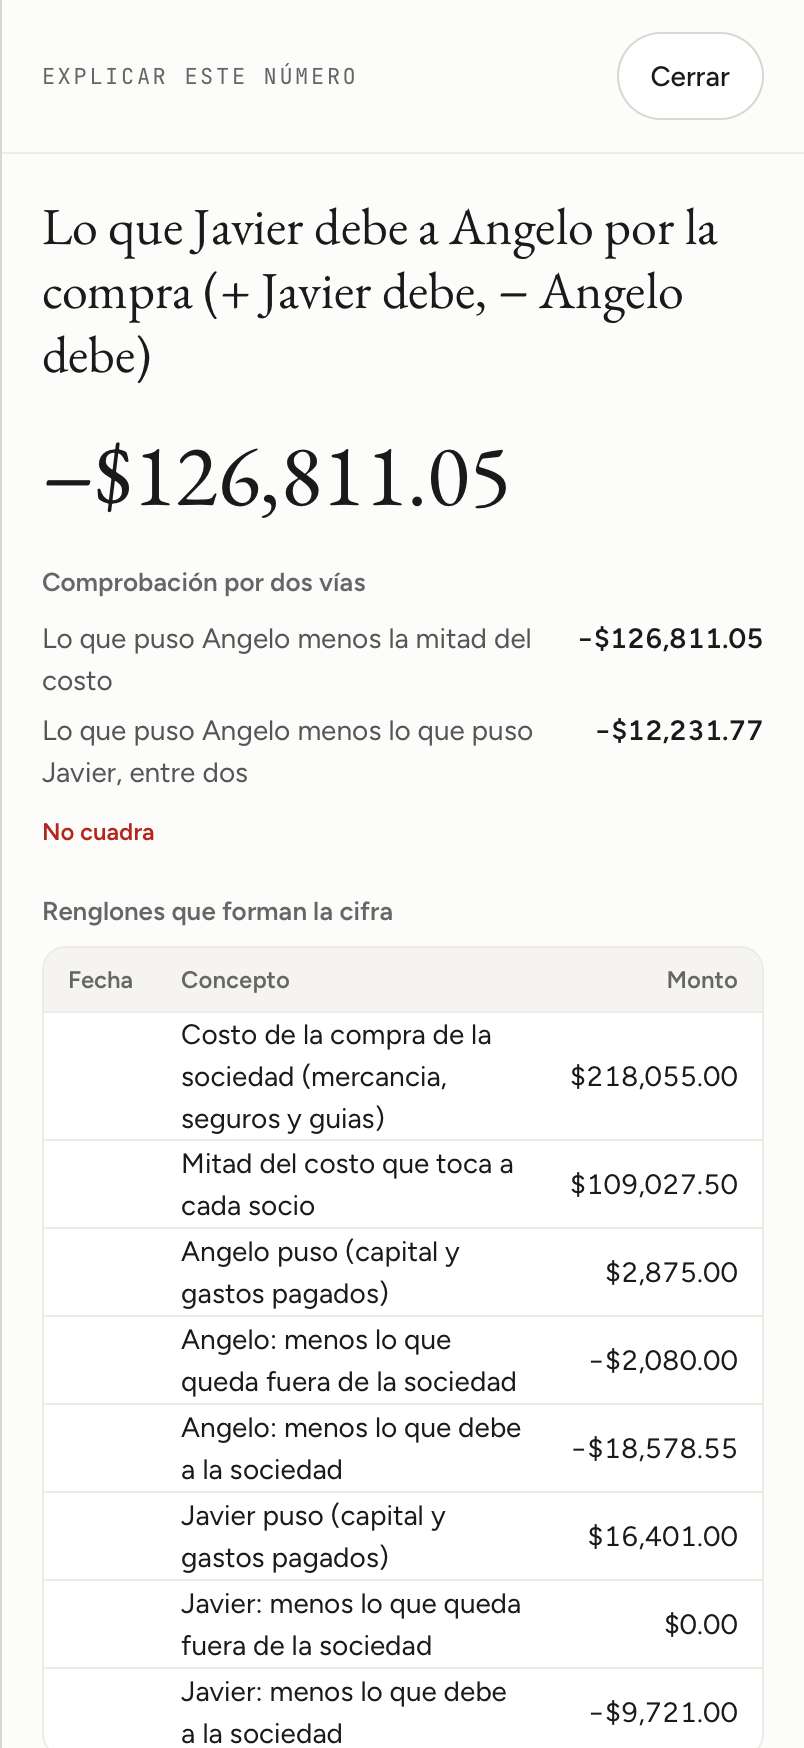 EXPLICAR ESTE NÚMERO
Cerrar
Lo que Javier debe a Angelo por la
compra (+ Javier debe, − Angelo
debe)
−$126,811.05
Comprobación por dos vías
Lo que puso Angelo menos la mitad del
costo
−$126,811.05
Lo que puso Angelo menos lo que puso
Javier, entre dos
−$12,231.77
No cuadra
Renglones que forman la cifra
Fecha Concepto Monto
Costo de la compra de la
sociedad (mercancia,
seguros y guias)
$218,055.00
Mitad del costo que toca a
cada socio
$109,027.50
Angelo puso (capital y
gastos pagados)
$2,875.00
Angelo: menos lo que
queda fuera de la sociedad
−$2,080.00
Angelo: menos lo que debe
a la sociedad
−$18,578.55
Javier puso (capital y
gastos pagados)
$16,401.00
Javier: menos lo que queda
fuera de la sociedad
$0.00
Javier: menos lo que debe
a la sociedad
−$9,721.00